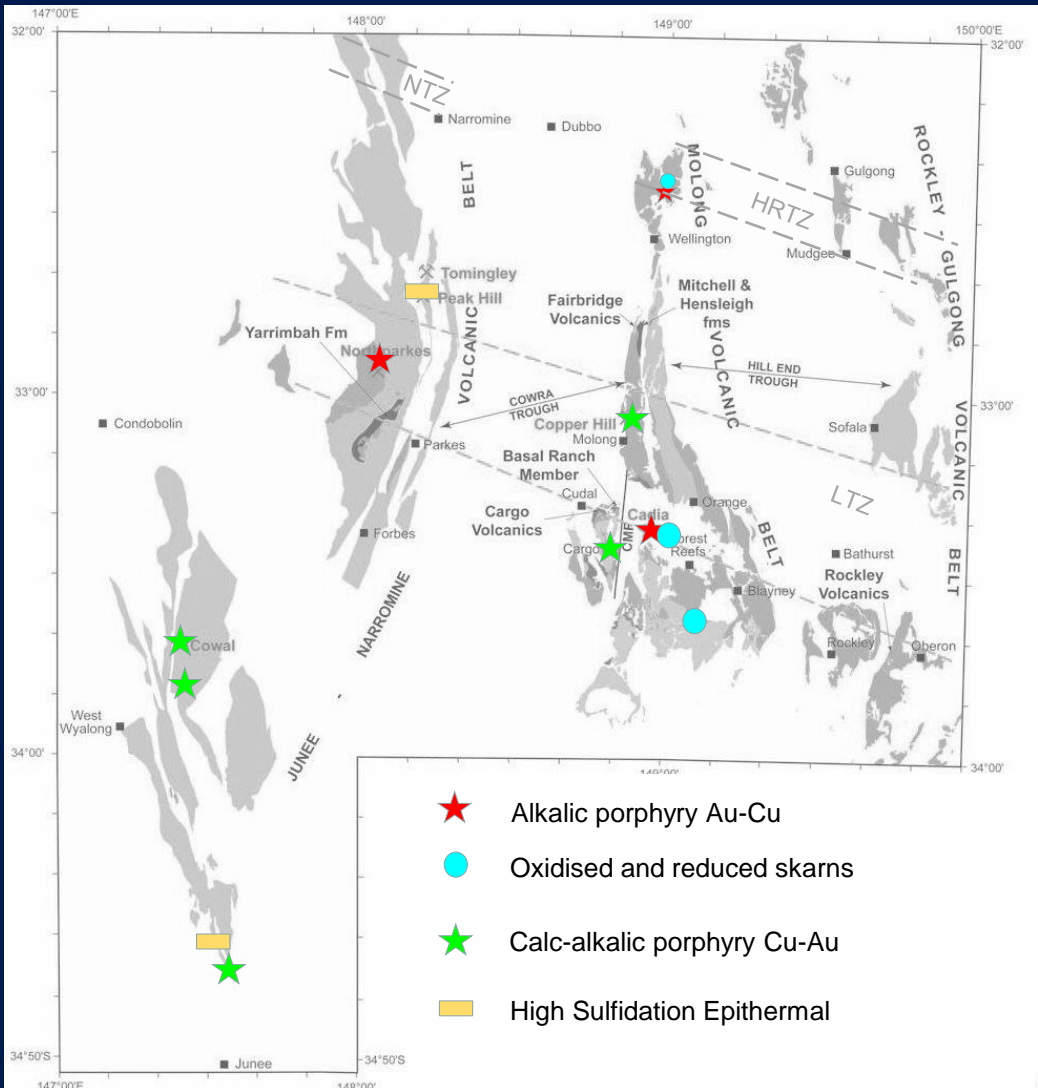 147°00'E
148°00'
149°00'
150°00'E
32°00'
32°00'
NTZ
Narromine
Dubbo
BELT
MOLONG
Gulgong
ROCKLEY - GULGONG
HRTZ
Wellington
Mudgee
Tomingley
Peak Hill
Mitchell &
Hensleigh
fms
Fairbridge
Volcanics
Yarrimbah Fm
Northparkes
VOLCANIC
VOLCANIC
HILL END
TROUGH
33°00'
33°00'
COWRA
TROUGH
Condobolin
Copper Hill
Molong
Parkes
Sofala
VOLCANIC
Basal Ranch
Member
Cudal
Orange
LTZ
Cargo
Volcanics
Cadia
Forbes
CMF
Cargo
Forest
Reefs
BELT
Bathurst
BELT
Blayney
Rockley
Volcanics
NARROMINE
Cowal
Rockley
Oberon
West
Wyalong
JUNEE
34°00'
34°00'
149°00'
Alkalic porphyry Au-Cu
Oxidised and reduced skarns
Calc-alkalic porphyry Cu-Au
High Sulfidation Epithermal
34°50'S
Junee
34°50'S
147°00'E
148°00'